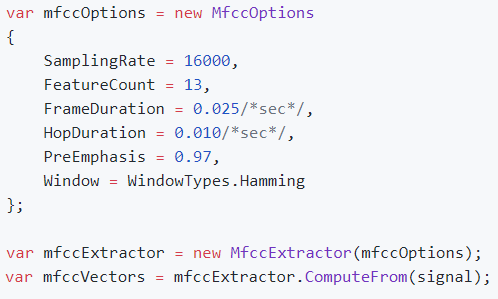 var mfccOptions = new MfccOptions
{
    SamplingRate = 16000,
    FeatureCount = 13,
    FrameDuration = 0.025/*sec*/,
    HopDuration = 0.010/*sec*/,
    PreEmphasis = 0.97,
    Window = WindowTypes.Hamming
};

var mfccExtractor = new MfccExtractor(mfccOptions);
var mfccVectors = mfccExtractor.ComputeFrom(signal);